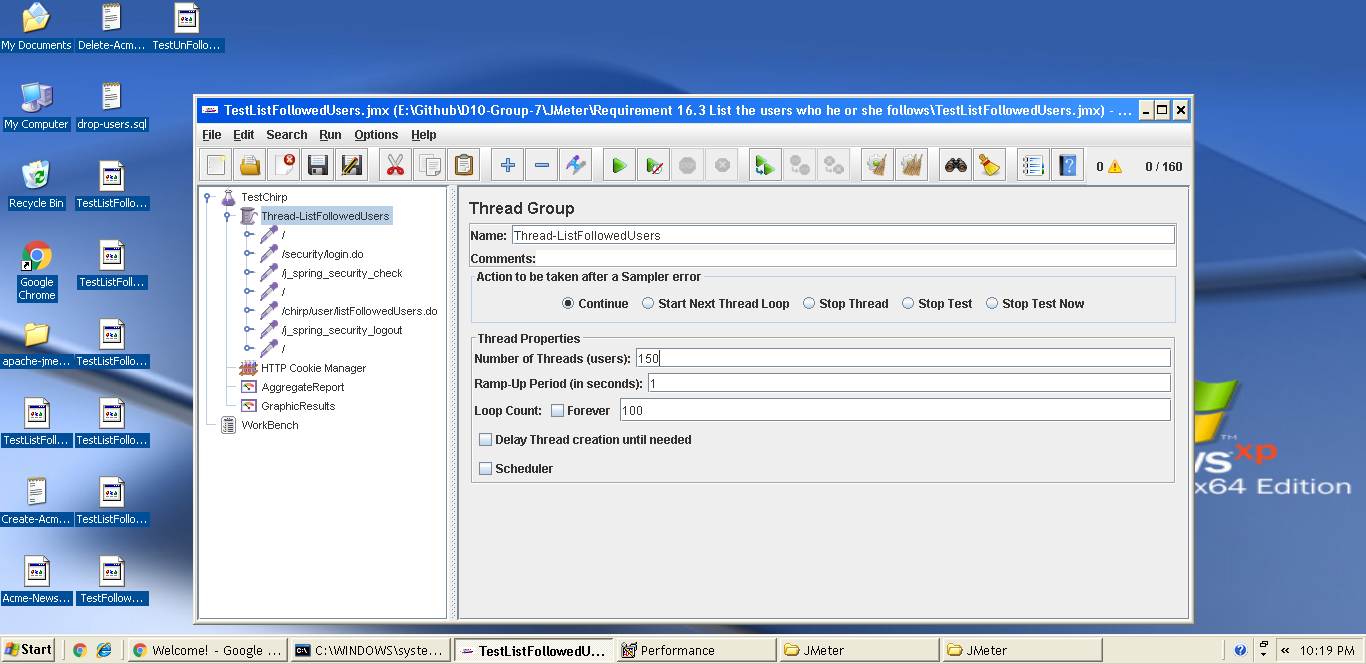 My Documents
Delete-Acm...
TestUnFollo...
My Computer
drop-users.sql
Recycle Bin
TestListFoll...
Google
Chrome
TestListFoll...
apache-jme...
TestListFollo...
TestListFoll...
TestListFollo...
Create-Acm...
TestListFollo...
Acme-News...
TestFollow...
TestListFollowedUsers.jmx (E:\Github\D10-Group-7\JMeter\Requirement 16.3 List the users who he or she follows\TestListFollowedUsers.jmx) - ...
File Edit Search Run Options Help
0 0 / 160
TestChirp
Thread-ListFollowedUsers
/
/security/login.do
/j_spring_security_check
/
/chirp/user/listFollowedUsers.do
/j_spring_security_logout
/
HTTP Cookie Manager
AggregateReport
GraphicResults
WorkBench
Thread Group
Name: Thread-ListFollowedUsers
Comments:
Action to be taken after a Sampler error
Continue Start Next Thread Loop Stop Thread Stop Test Stop Test Now
Thread Properties
Number of Threads (users): 150
Ramp-Up Period (in seconds): 1
Loop Count: Forever 100
Delay Thread creation until needed
Scheduler
TM
xp
x64 Edition
Start Welcome! - Google ... C:\WINDOWS\syste... TestListFollowedU... Performance JMeter JMeter « 10:19 PM